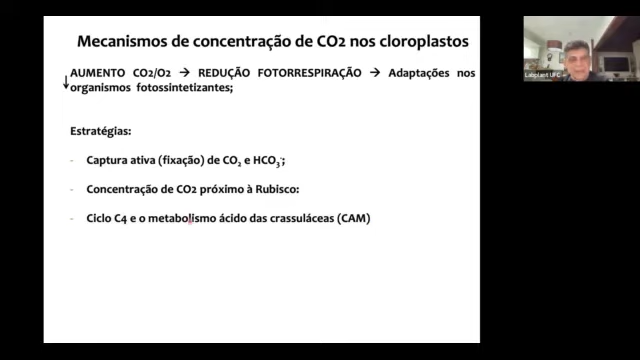 Mecanismos de concentração de CO2 nos cloroplastos
AUMENTO CO2/O2 → REDUÇÃO FOTORRESPIRAÇÃO → Adaptações nos
organismos fotossintetizantes;
Estratégias:
- Captura ativa (fixação) de CO₂ e HCO₃⁻;
- Concentração de CO2 próximo à Rubisco:
- Ciclo C4 e o metabolismo ácido das crassuláceas (CAM)
Labplant UFC